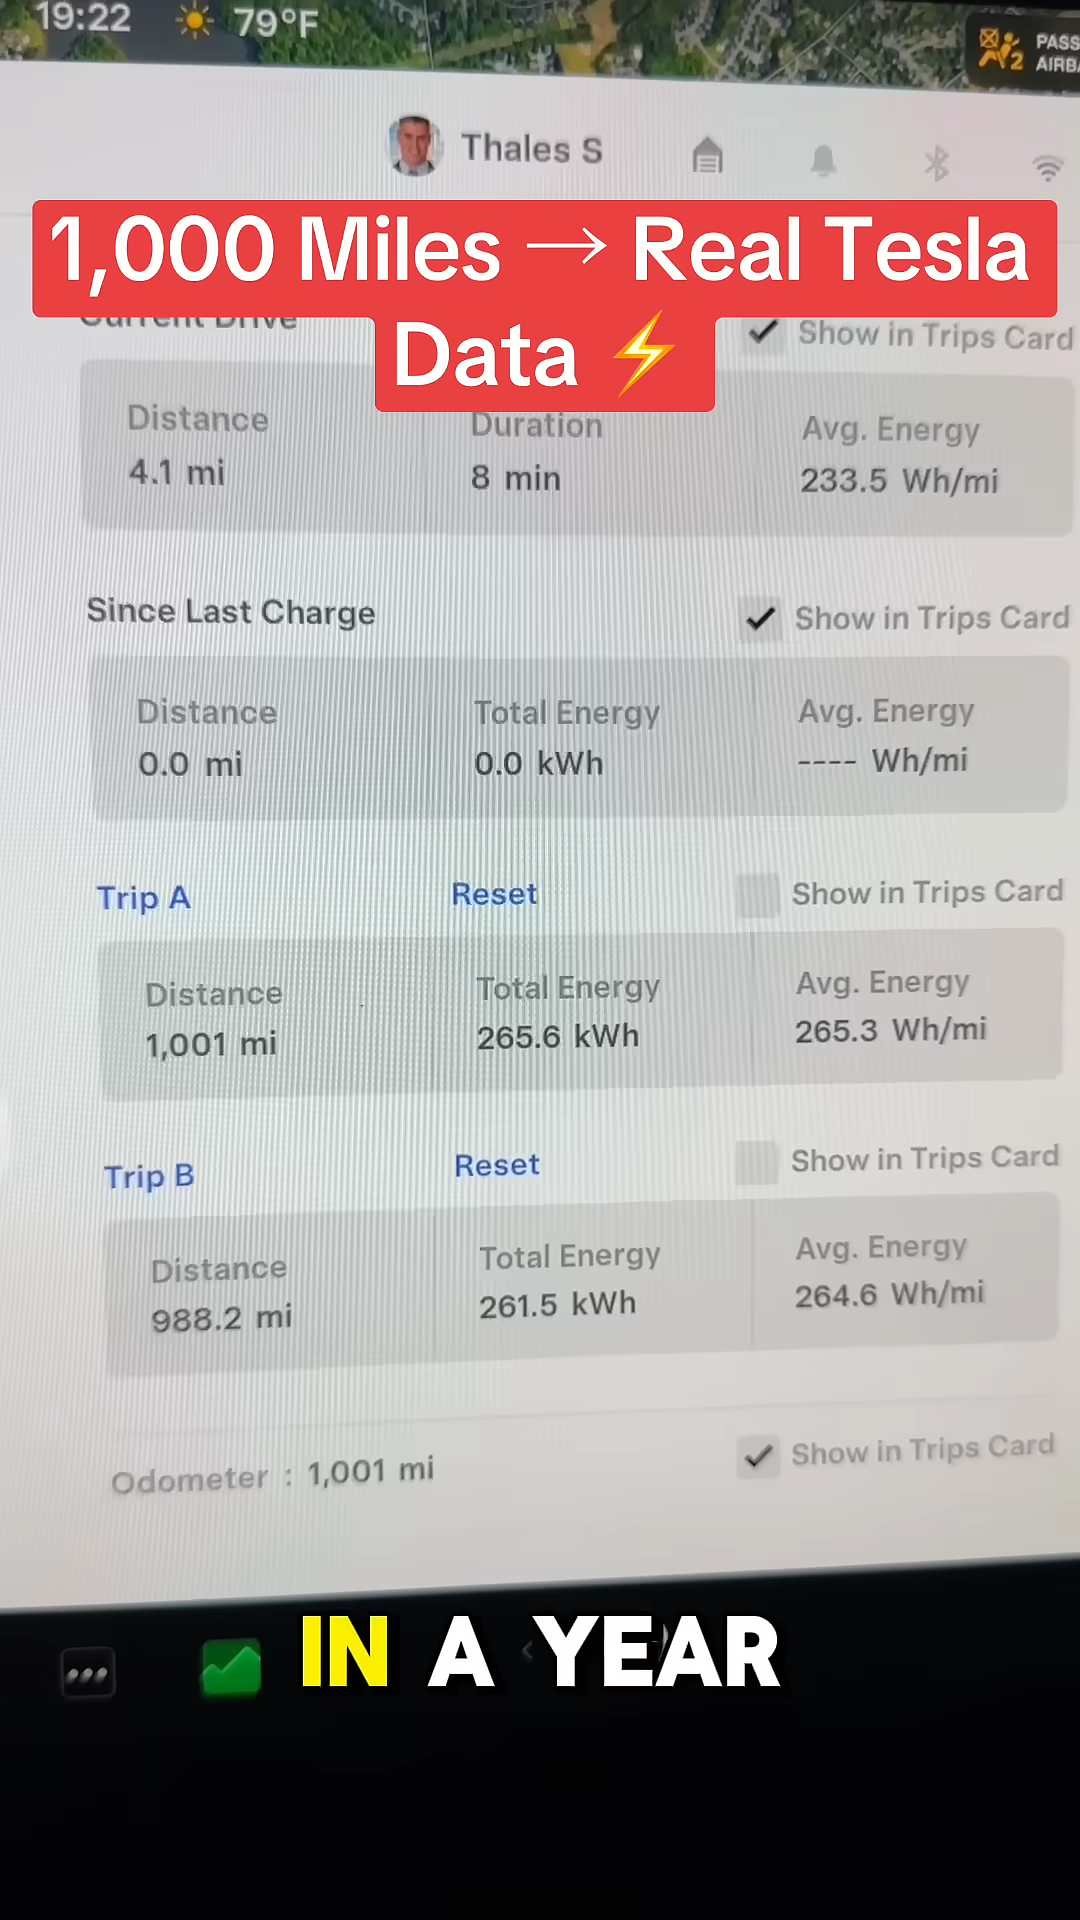 19:22 79°F
PASS
AIRBA
2
Thales S
1,000 Miles → Real Tesla
Data ⚡
Current Drive
Show in Trips Card
Distance Duration Avg. Energy
4.1 mi 8 min 233.5 Wh/mi
Since Last Charge Show in Trips Card
Distance Total Energy Avg. Energy
0.0 mi 0.0 kWh ---- Wh/mi
Trip A Reset Show in Trips Card
Distance Total Energy Avg. Energy
1,001 mi 265.6 kWh 265.3 Wh/mi
Trip B Reset Show in Trips Card
Distance Total Energy Avg. Energy
988.2 mi 261.5 kWh 264.6 Wh/mi
Odometer : 1,001 mi Show in Trips Card
IN A YEAR